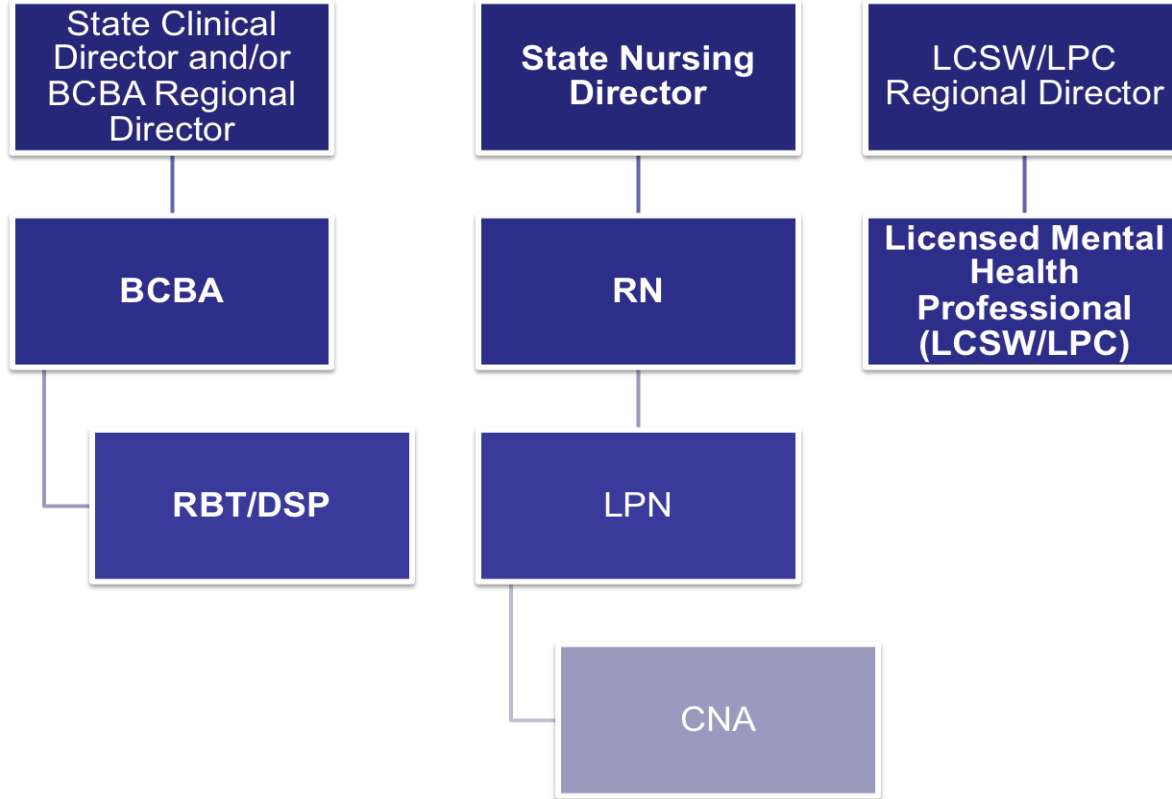 State Clinical
Director and/or
BCBA Regional
Director
State Nursing
Director
LCSW/LPC
Regional Director
BCBA
RN
Licensed Mental
Health
Professional
(LCSW/LPC)
RBT/DSP
LPN
CNA